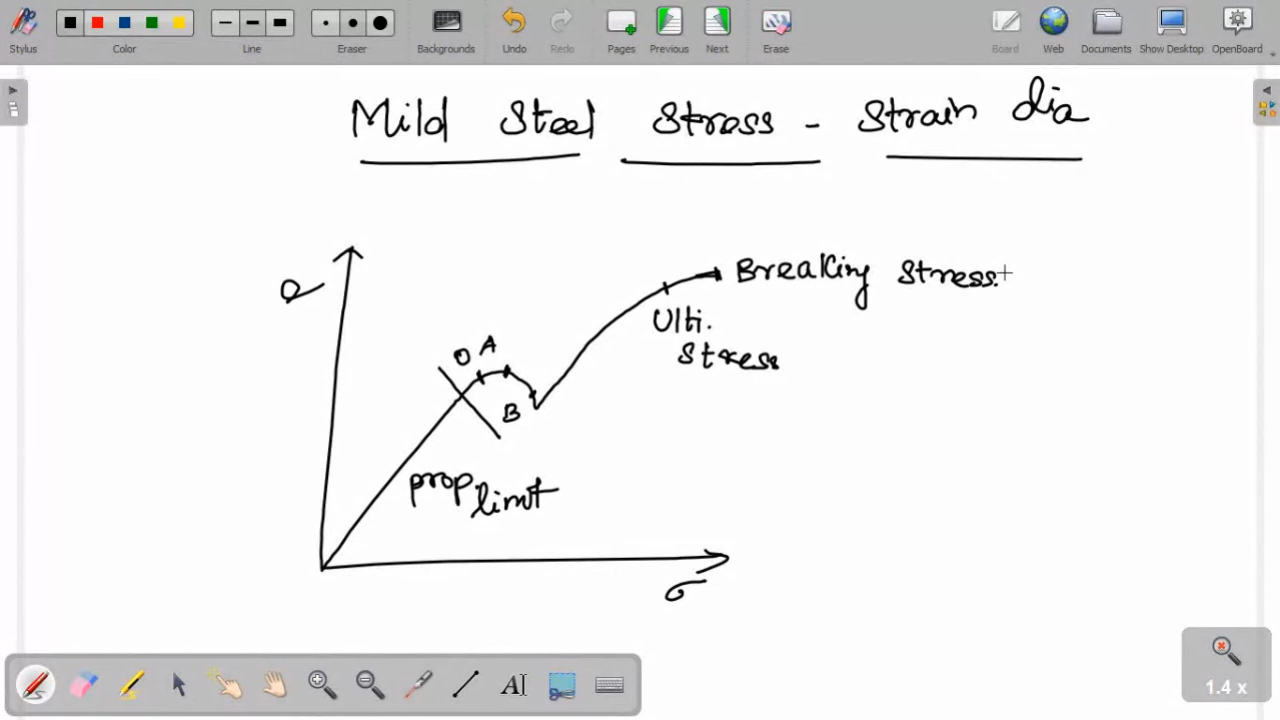 Stylus
Color
Line
Eraser
Backgrounds
Undo
Redo
Pages
Previous
Next
Erase
Board
Web
Documents
Show Desktop
OpenBoard
Mild Steel Stress - Strain dia
Breaking Stress.
σ
Ulti.
Stress
O A
B
prop limit
σ
1.4 x